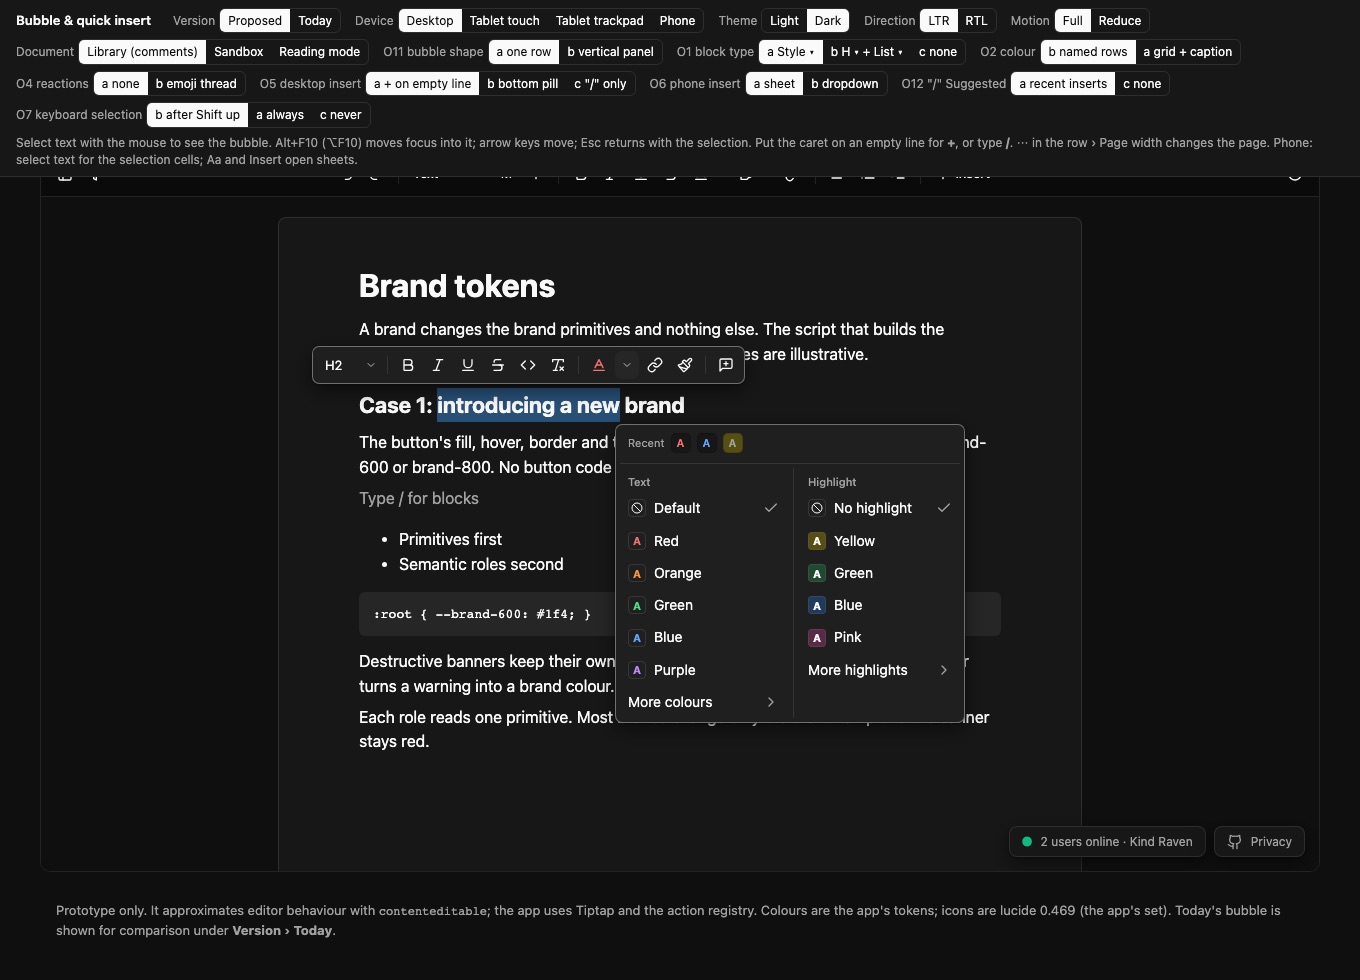 Bubble & quick insert Version Proposed Today Device Desktop Tablet touch Tablet trackpad Phone Theme Light Dark Direction LTR RTL Motion Full Reduce
Document Library (comments) Sandbox Reading mode O11 bubble shape a one row b vertical panel O1 block type a Style ▾ b H ▾ + List ▾ c none O2 colour b named rows a grid + caption
O4 reactions a none b emoji thread O5 desktop insert a + on empty line b bottom pill c "/" only O6 phone insert a sheet b dropdown O12 "/" Suggested a recent inserts c none
O7 keyboard selection b after Shift up a always c never
Select text with the mouse to see the bubble. Alt+F10 (⌥F10) moves focus into it; arrow keys move; Esc returns with the selection. Put the caret on an empty line for +, or type /. ··· in the row › Page width changes the page. Phone:
select text for the selection cells; Aa and Insert open sheets.
Brand tokens
A brand changes the brand primitives and nothing else. The script that builds the
es are illustrative.
H2
Case 1: introducing a new brand
The button's fill, hover, border and
600 or brand-800. No button code
Type / for blocks
• Primitives first
• Semantic roles second
:root { --brand-600: #1f4; }
Destructive banners keep their own
turns a warning into a brand colour.
Each role reads one primitive. Most
stays red.
Recent A A A
Text Highlight
Default No highlight
A Red A Yellow
A Orange A Green
A Green A Blue
A Blue A Pink
A Purple More highlights
More colours
2 users online · Kind Raven Privacy
Prototype only. It approximates editor behaviour with contenteditable; the app uses Tiptap and the action registry. Colours are the app's tokens; icons are lucide 0.469 (the app's set). Today's bubble is
shown for comparison under Version › Today.